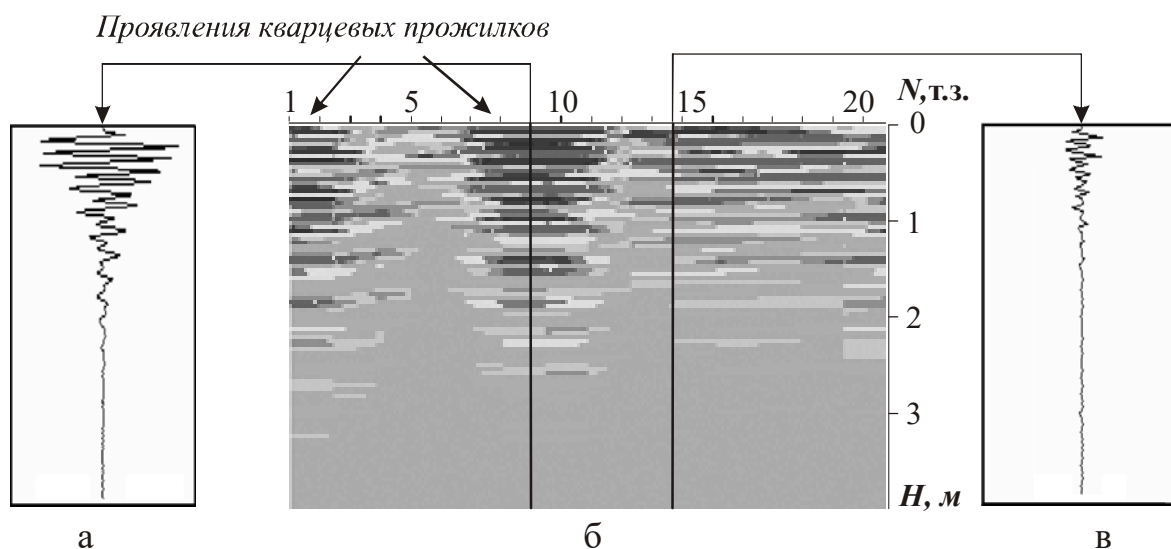 Проявления кварцевых прожилков
1 5 10 15 20 N,т.з.
0
1
2
3
H, м
а б в